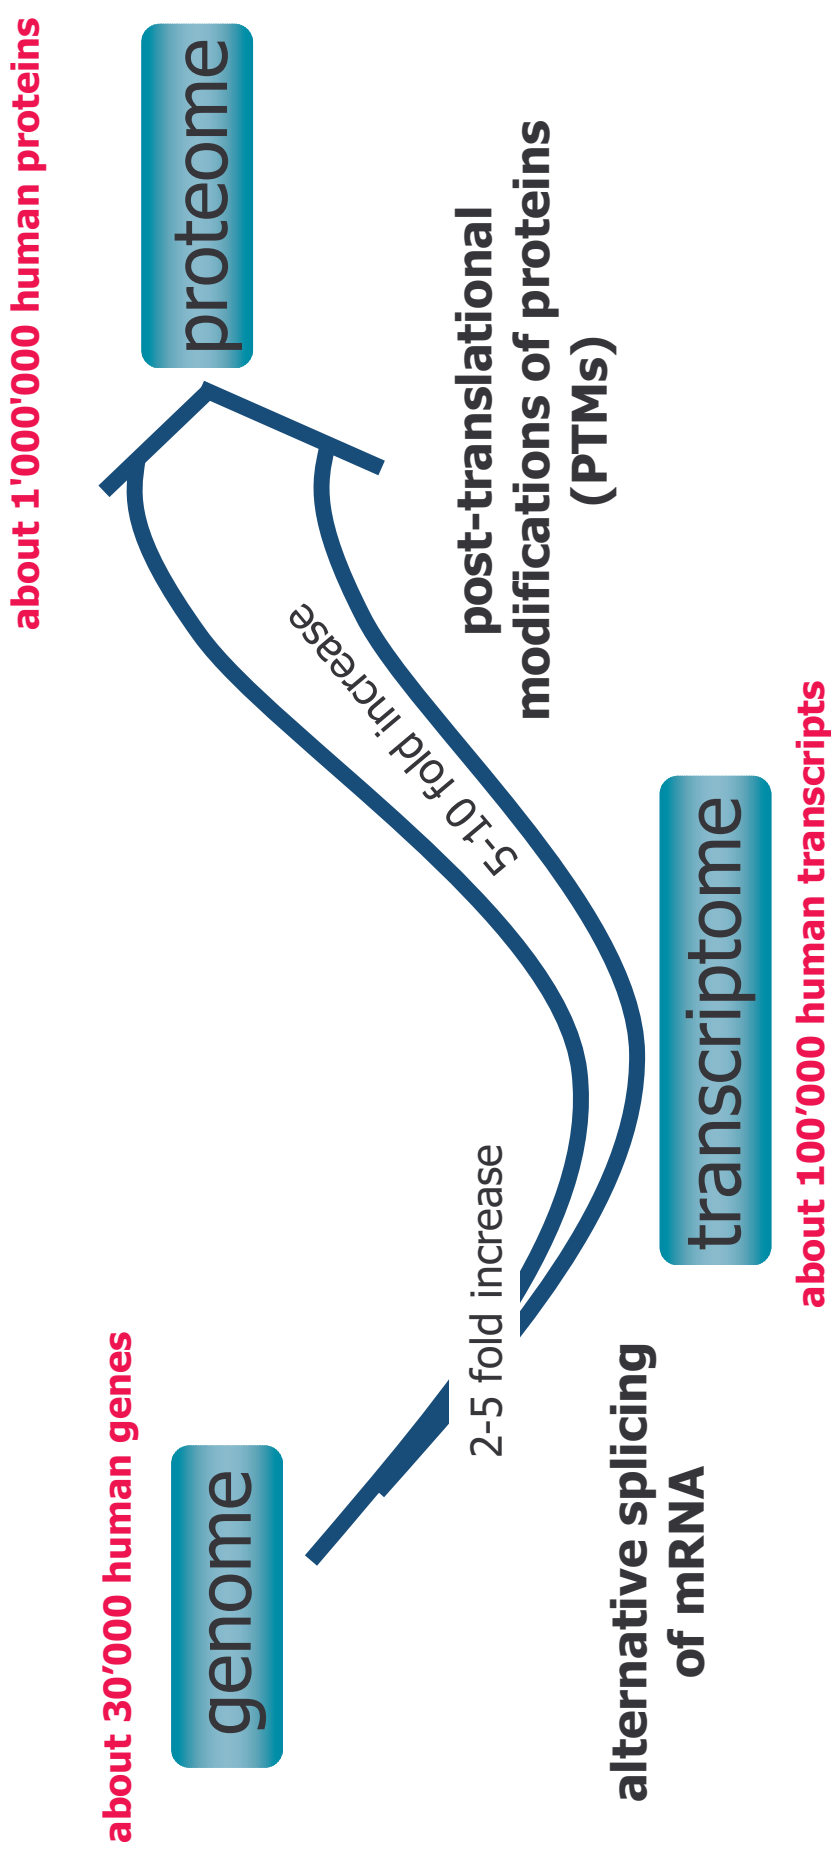 about 30’000 human genes
genome
2-5 fold increase
alternative splicing
of mRNA
transcriptome
about 100’000 human transcripts
5-10 fold increase
post-translational
modifications of proteins
(PTMs)
about 1'000'000 human proteins
proteome